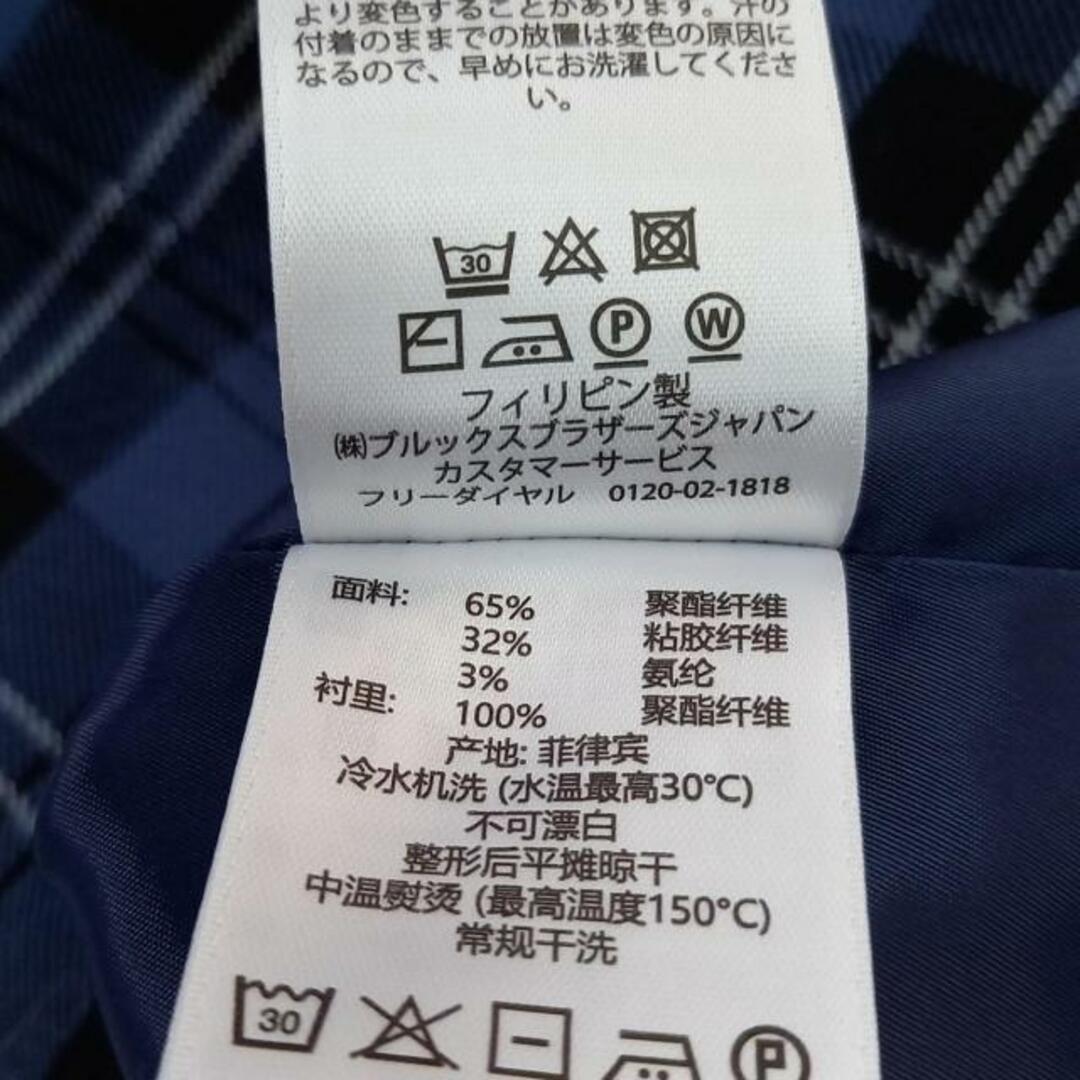 より変色することがあります。汗の
付着のままでの放置は変色の原因に
なるので、早めにお洗濯してくださ
い。
30
P W
フィリピン製
㈱ブルックスブラザーズジャパン
カスタマーサービス
フリーダイヤル 0120-02-1818
面料: 65% 聚酯纤维
32% 粘胶纤维
3% 氨纶
衬里: 100% 聚酯纤维
产地: 菲律宾
冷水机洗 (水温最高30℃)
不可漂白
整形后平摊晾干
中温熨烫 (最高温度150℃)
常规干洗
30 P